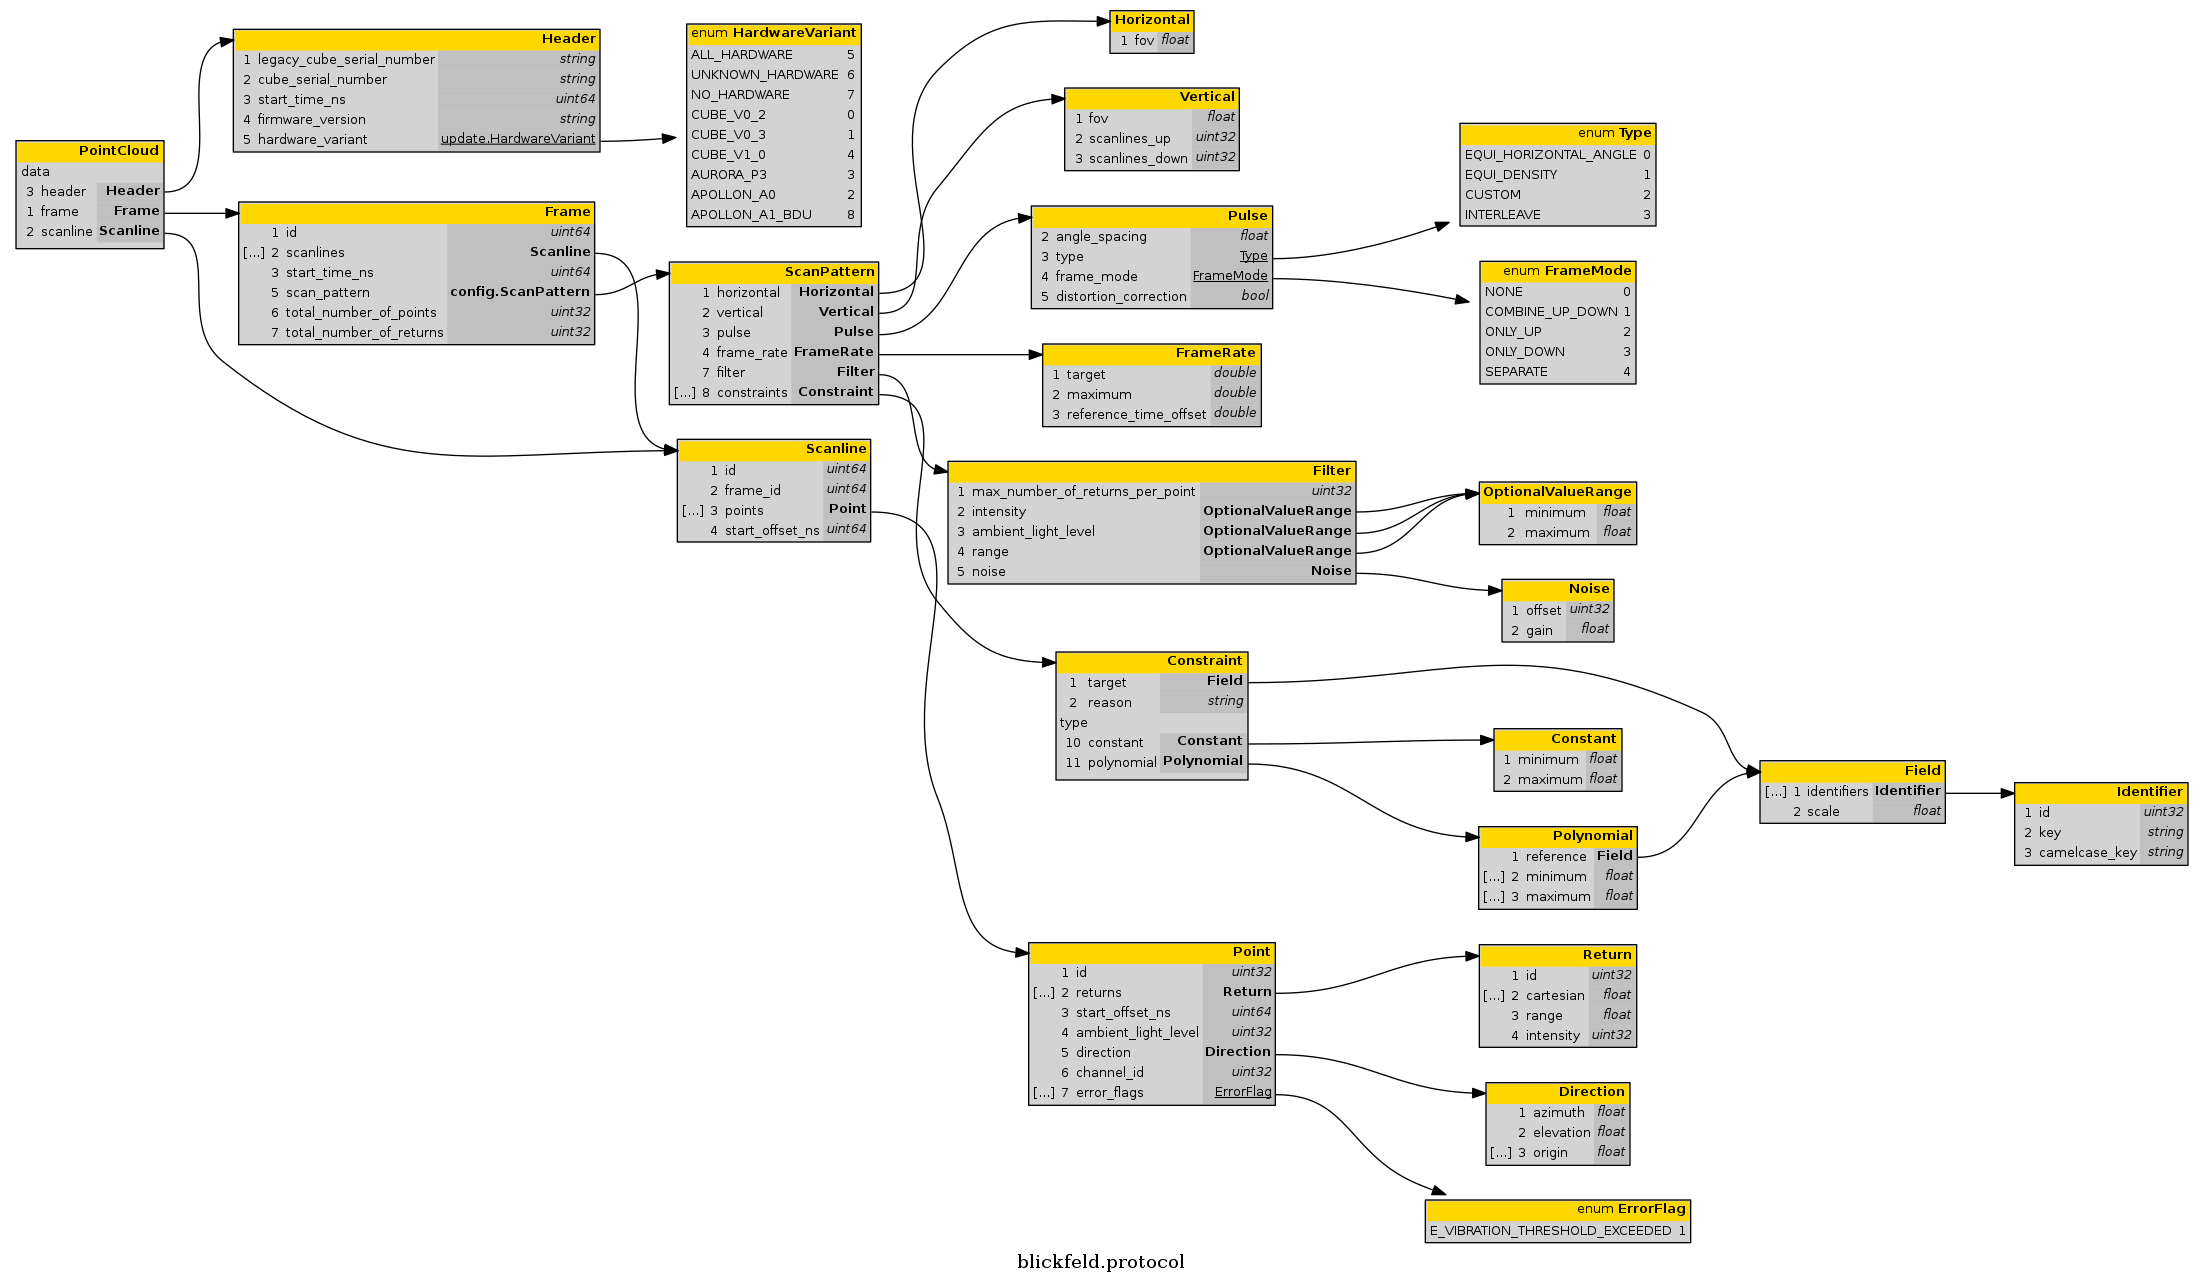 PointCloud
data
3 header Header
1 frame Frame
2 scanline Scanline
Header
1 legacy_cube_serial_number string
2 cube_serial_number string
3 start_time_ns uint64
4 firmware_version string
5 hardware_variant update.HardwareVariant
Frame
1 id uint64
[...] 2 scanlines Scanline
3 start_time_ns uint64
5 scan_pattern config.ScanPattern
6 total_number_of_points uint32
7 total_number_of_returns uint32
enum HardwareVariant
ALL_HARDWARE 5
UNKNOWN_HARDWARE 6
NO_HARDWARE 7
CUBE_V0_2 0
CUBE_V0_3 1
CUBE_V1_0 4
AURORA_P3 3
APOLLON_A0 2
APOLLON_A1_BDU 8
ScanPattern
1 horizontal Horizontal
2 vertical Vertical
3 pulse Pulse
4 frame_rate FrameRate
7 filter Filter
[...] 8 constraints Constraint
Scanline
1 id uint64
2 frame_id uint64
[...] 3 points Point
4 start_offset_ns uint64
Horizontal
1 fov float
Vertical
1 fov float
2 scanlines_up uint32
3 scanlines_down uint32
Pulse
2 angle_spacing float
3 type Type
4 frame_mode FrameMode
5 distortion_correction bool
FrameRate
1 target double
2 maximum double
3 reference_time_offset double
Filter
1 max_number_of_returns_per_point uint32
2 intensity OptionalValueRange
3 ambient_light_level OptionalValueRange
4 range OptionalValueRange
5 noise Noise
Constraint
1 target Field
2 reason string
type
10 constant Constant
11 polynomial Polynomial
Point
1 id uint32
[...] 2 returns Return
3 start_offset_ns uint64
4 ambient_light_level uint32
5 direction Direction
6 channel_id uint32
[...] 7 error_flags ErrorFlag
enum Type
EQUI_HORIZONTAL_ANGLE 0
EQUI_DENSITY 1
CUSTOM 2
INTERLEAVE 3
enum FrameMode
NONE 0
COMBINE_UP_DOWN 1
ONLY_UP 2
ONLY_DOWN 3
SEPARATE 4
OptionalValueRange
1 minimum float
2 maximum float
Noise
1 offset uint32
2 gain float
Constant
1 minimum float
2 maximum float
Polynomial
1 reference Field
[...] 2 minimum float
[...] 3 maximum float
Return
1 id uint32
[...] 2 cartesian float
3 range float
4 intensity uint32
Direction
1 azimuth float
2 elevation float
[...] 3 origin float
enum ErrorFlag
E_VIBRATION_THRESHOLD_EXCEEDED 1
Field
[...] 1 identifiers Identifier
2 scale float
Identifier
1 id uint32
2 key string
3 camelcase_key string
blickfeld.protocol